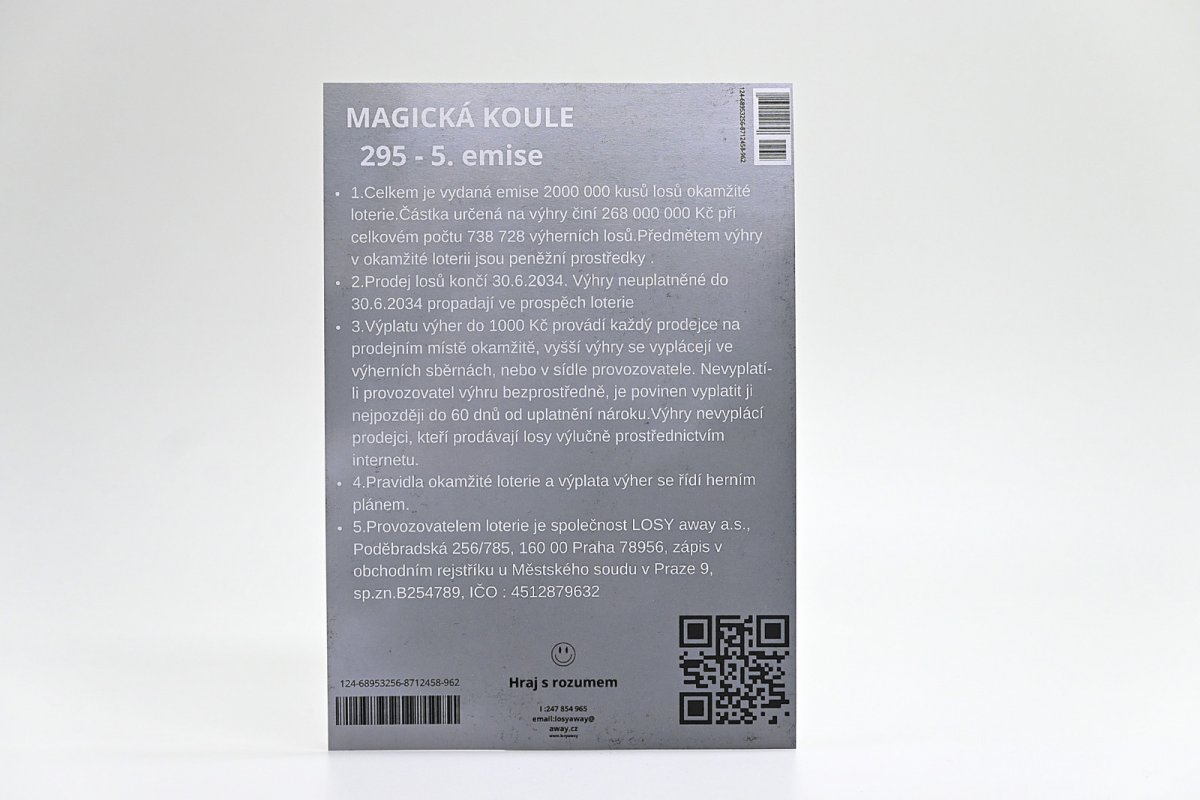 MAGICKÁ KOULE
295 - 5. emise
124-68953256-8712458-962
• 1.Celkem je vydaná emise 2000 000 kusů losů okamžité
loterie.Částka určená na výhry činí 268 000 000 Kč při
celkovém počtu 738 728 výherních losů.Předmětem výhry
v okamžité loterii jsou peněžní prostředky .
• 2.Prodej losů končí 30.6.2034. Výhry neuplatněné do
30.6.2034 propadají ve prospěch loterie
• 3.Výplatu výher do 1000 Kč provádí každý prodejce na
prodejním místě okamžitě, vyšší výhry se vyplácejí ve
výherních sběrnách, nebo v sídle provozovatele. Nevyplatí-
li provozovatel výhru bezprostředně, je povinen vyplatit ji
nejpozději do 60 dnů od uplatnění nároku.Výhry nevyplácí
prodejci, kteří prodávají losy výlučně prostřednictvím
internetu.
• 4.Pravidla okamžité loterie a výplata výher se řídí herním
plánem.
• 5.Provozovatelem loterie je společnost LOSY away a.s.,
Poděbradská 256/785, 160 00 Praha 78956, zápis v
obchodním rejstříku u Městského soudu v Praze 9,
sp.zn.B254789, IČO : 4512879632
124-68953256-8712458-962
Hraj s rozumem
l :247 854 965
email:losyaway@
away.cz
www.losyaway